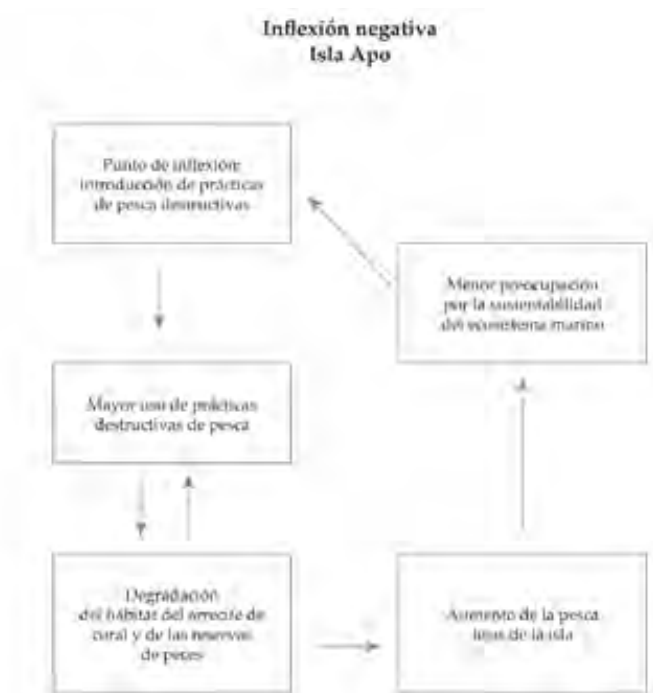 Inflexión negativa
Isla Apo
Punto de inflexión:
introducción de prácticas
de pesca destructivas
Menor preocupación
por la sustentabilidad
del ecosistema marino
Mayor uso de prácticas
destructivas de pesca
Degradación
del hábitat del arrecife de
coral y de las reservas
de peces
Aumento de la pesca
lejos de la isla